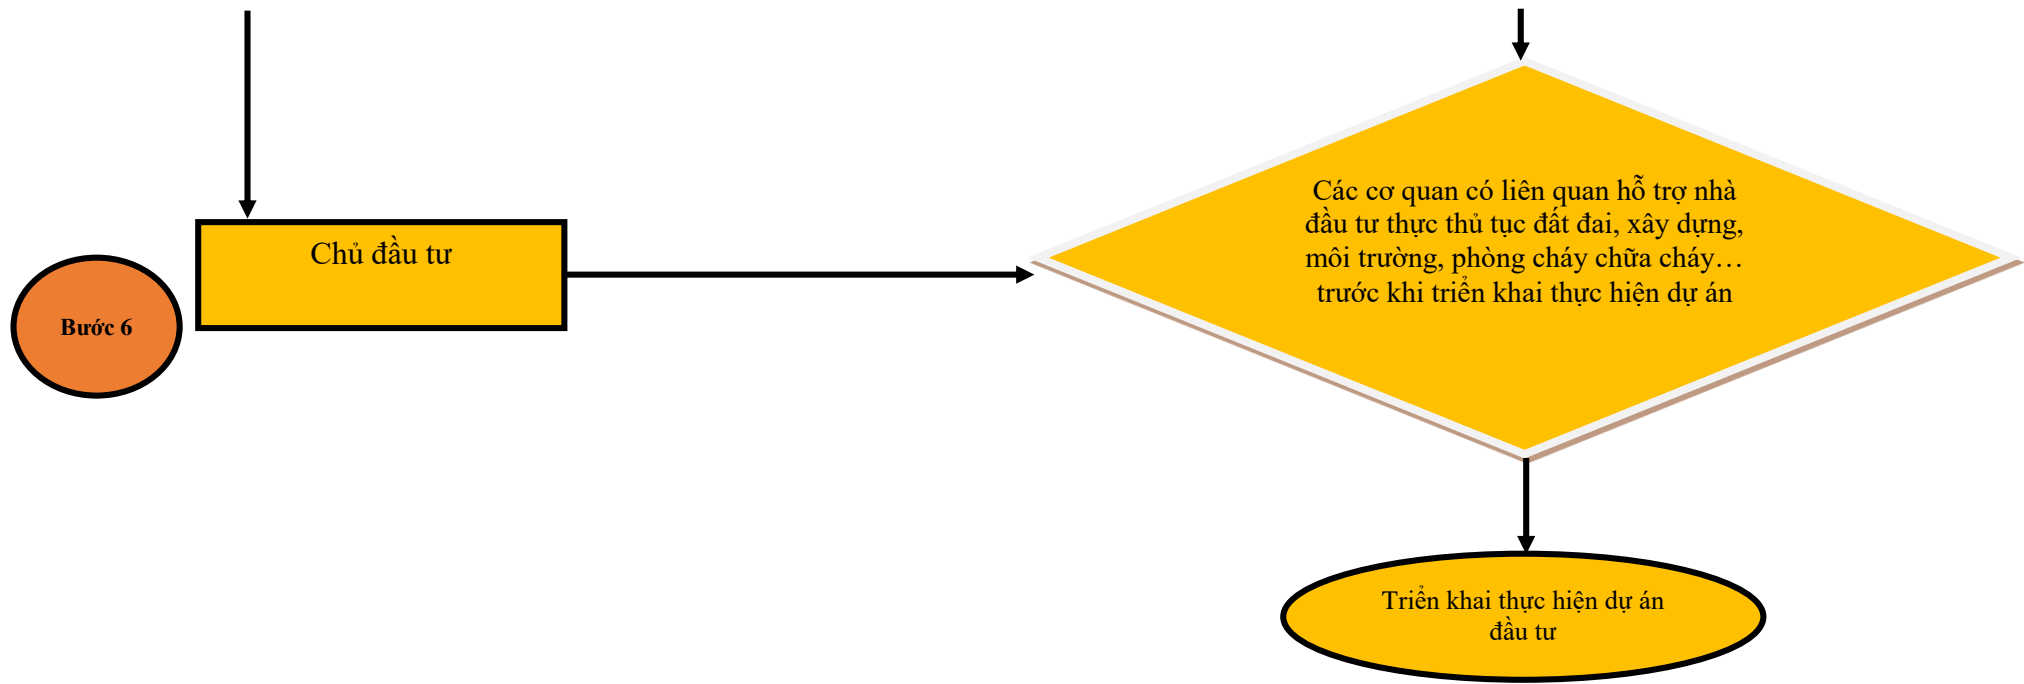 Chủ đầu tư
Bước 6
Các cơ quan có liên quan hỗ trợ nhà
đầu tư thực thủ tục đất đai, xây dựng,
môi trường, phòng cháy chữa cháy…
trước khi triển khai thực hiện dự án
Triển khai thực hiện dự án
đầu tư